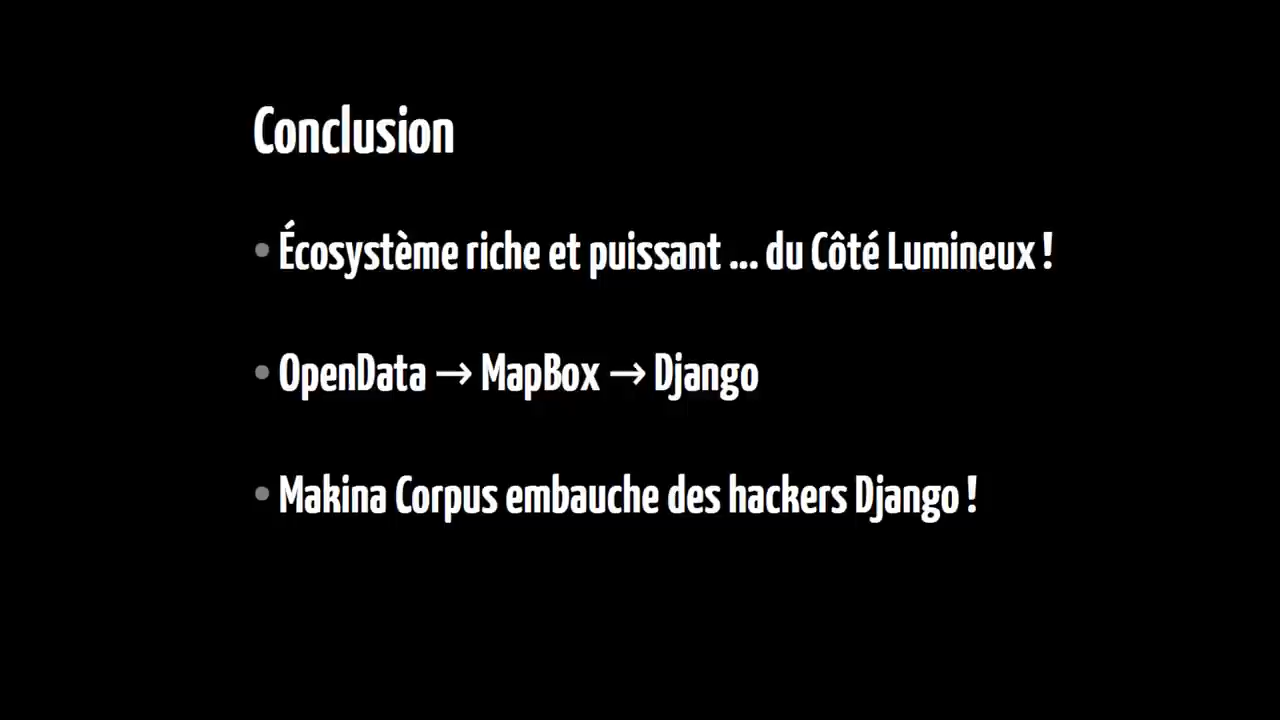 Conclusion
• Écosystème riche et puissant ... du Côté Lumineux !
• OpenData → MapBox → Django
• Makina Corpus embauche des hackers Django !